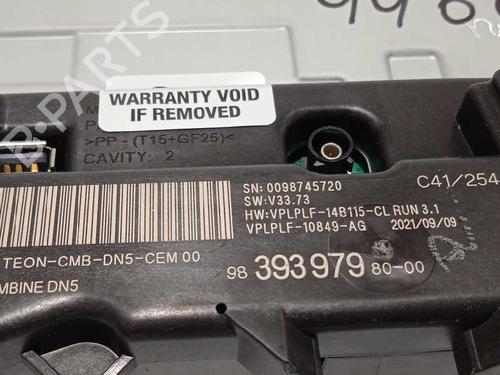 WARRANTY VOID
IF REMOVED
>PP-(T15+GF25)<
CAVITY: 2
SN: 0098745720
SW:V33.73
HW:VPLPLF-14B115-CL RUN 3.1
VPLPLF-10849-AG 2021/09/09
C41/254
TEON-CMB-DN5-CEM 00
MBINE DN5
98 393 979 80-00